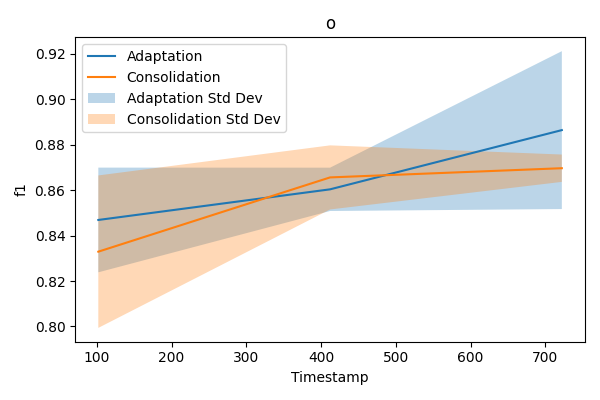 o
Adaptation
Consolidation
Adaptation Std Dev
Consolidation Std Dev
f1
0.92
0.90
0.88
0.86
0.84
0.82
0.80
100 200 300 400 500 600 700
Timestamp